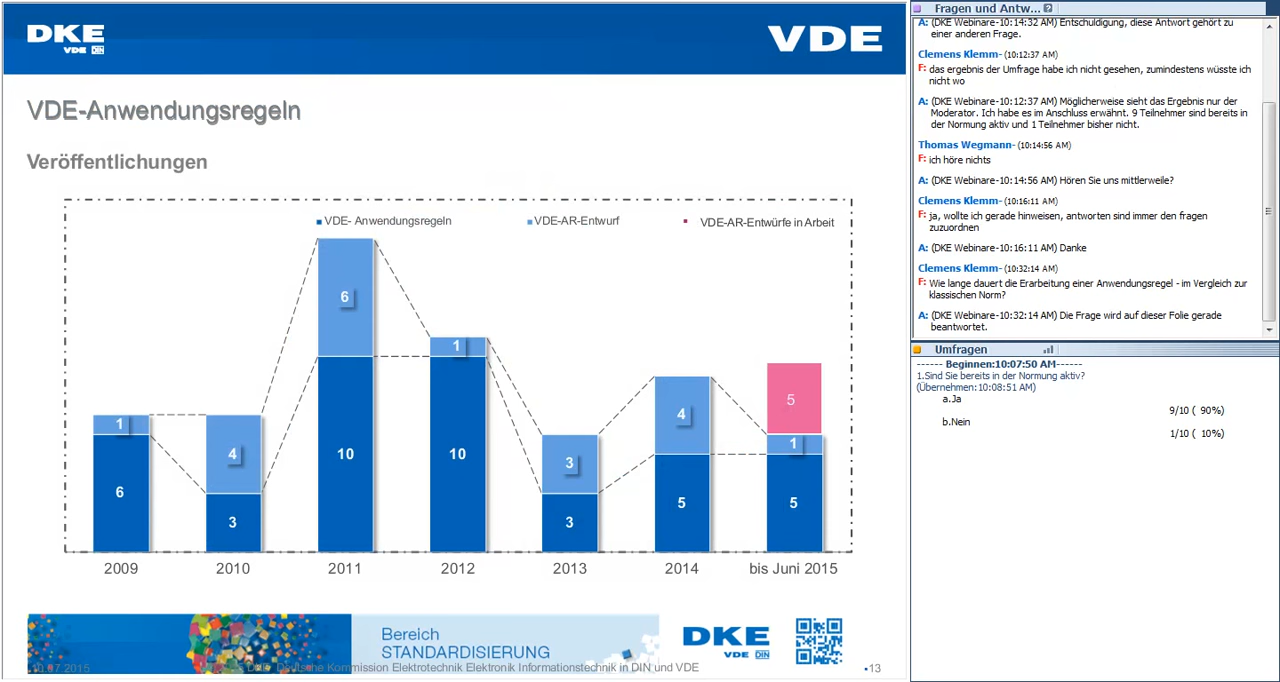 DKE
VDE DIN
VDE
VDE-Anwendungsregeln
Veröffentlichungen
VDE- Anwendungsregeln
VDE-AR-Entwurf
VDE-AR-Entwürfe in Arbeit
1
6
4
3
6
10
1
10
3
3
4
5
5
1
5
2009
2010
2011
2012
2013
2014
bis Juni 2015
Bereich
STANDARDISIERUNG
DKE
VDE DIN
.07.2015
Deutsche Kommission Elektrotechnik Elektronik Informationstechnik in DIN und VDE
13
Fragen und Antw...
A: (DKE Webinare-10:14:32 AM) Entschuldigung, diese Antwort gehört zu
einer anderen Frage.
Clemens Klemm- (10:12:37 AM)
F: das ergebnis der Umfrage habe ich nicht gesehen, zumindestens wüsste ich
nicht wo
A: (DKE Webinare-10:12:37 AM) Möglicherweise sieht das Ergebnis nur der
Moderator. Ich habe es im Anschluss erwähnt. 9 Teilnehmer sind bereits in
der Normung aktiv und 1 Teilnehmer bisher nicht.
Thomas Wegmann- (10:14:56 AM)
F: ich höre nichts
A: (DKE Webinare-10:14:56 AM) Hören Sie uns mittlerweile?
Clemens Klemm- (10:16:11 AM)
F: ja, wollte ich gerade hinweisen, antworten sind immer den fragen
zuzuordnen
A: (DKE Webinare-10:16:11 AM) Danke
Clemens Klemm- (10:32:14 AM)
F: Wie lange dauert die Erarbeitung einer Anwendungsregel - im Vergleich zur
klassischen Norm?
A: (DKE Webinare-10:32:14 AM) Die Frage wird auf dieser Folie gerade
beantwortet.
Umfragen
------ Beginnen:10:07:50 AM------
1.Sind Sie bereits in der Normung aktiv?
(Übernehmen:10:08:51 AM)
a.Ja
9/10 ( 90%)
b.Nein
1/10 ( 10%)